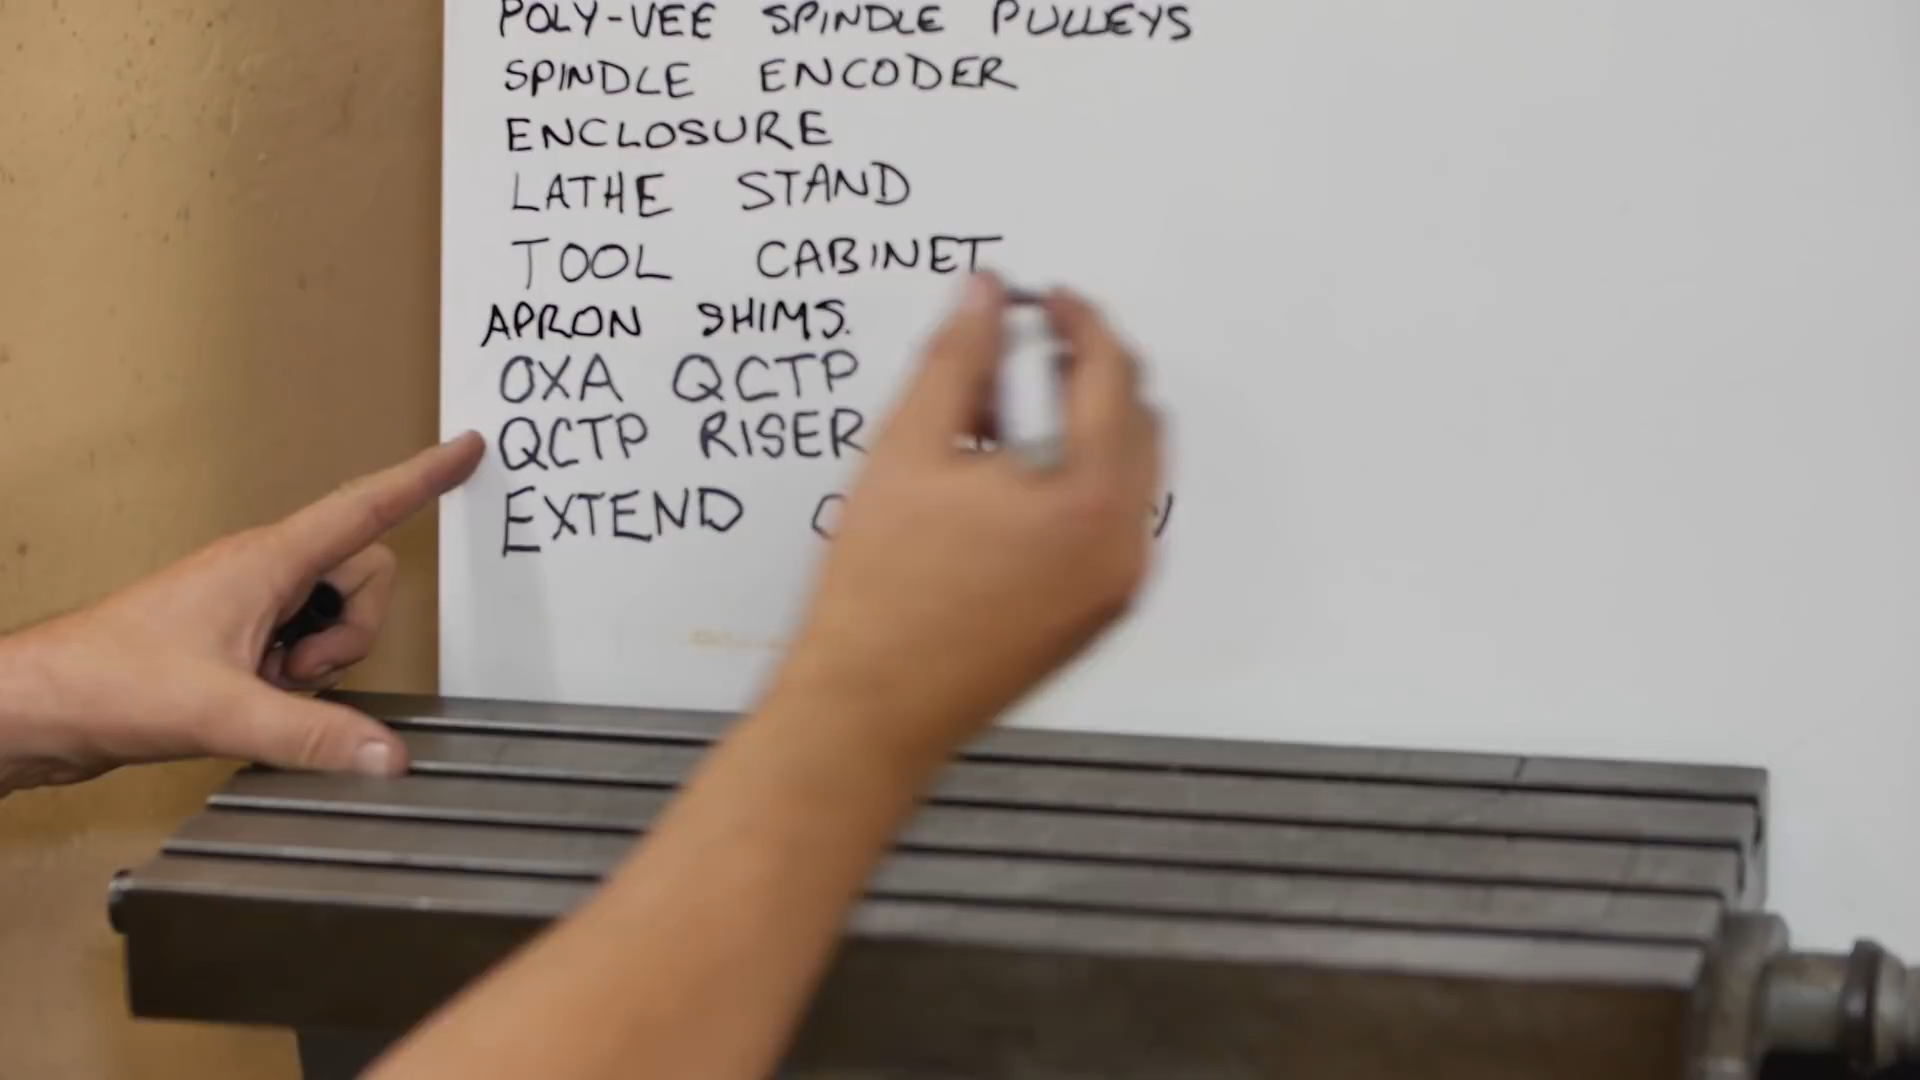 POLY-VEE SPINDLE PULLEYS
SPINDLE ENCODER
ENCLOSURE
LATHE STAND
TOOL CABINET
APRON SHIMS.
OXA QCTP
QCTP RISER
EXTEND